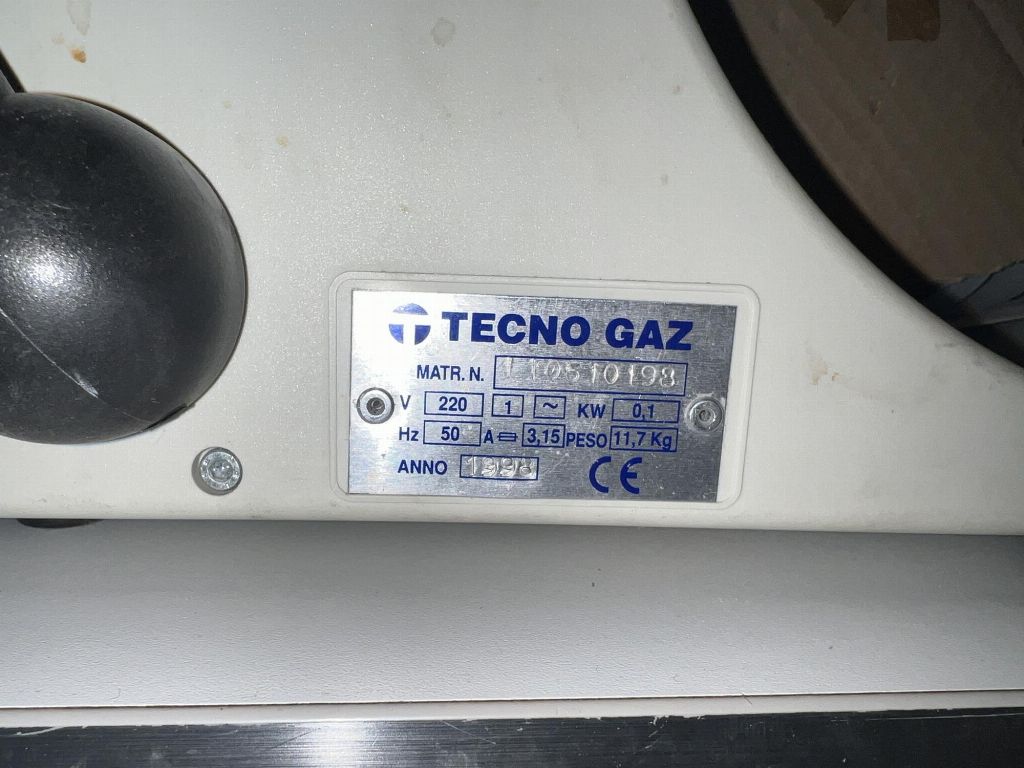 TECNO GAZ
MATR. N. 110510198
V 220 1 ~ KW 0,1
Hz 50 A 3,15 PESO 11,7 Kg
ANNO 1998 CE